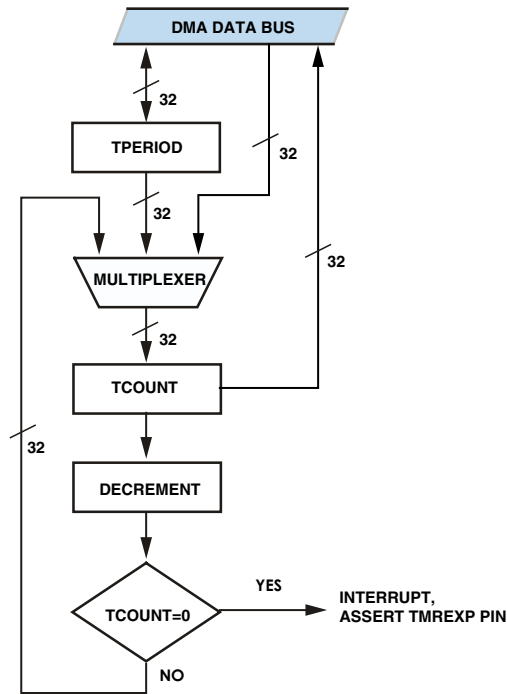 DMA DATA BUS
32
TPERIOD
32
32
MULTIPLEXER
32
32
TCOUNT
32
DECREMENT
TCOUNT=0
YES
INTERRUPT,
ASSERT TMREXP PIN
NO